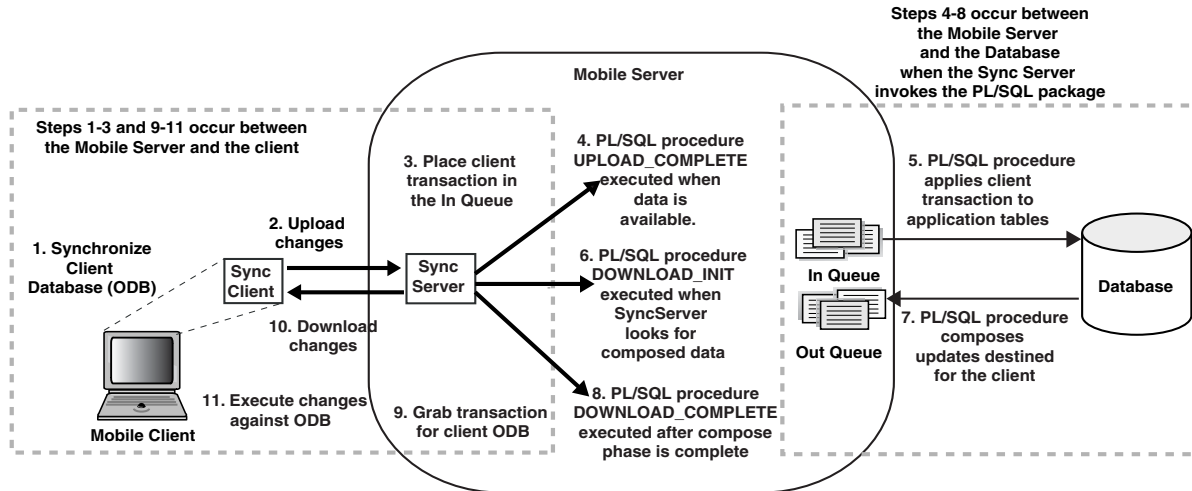 Steps 4-8 occur between
the Mobile Server
and the Database
when the Sync Server
invokes the PL/SQL package
Mobile Server
Steps 1-3 and 9-11 occur between
the Mobile Server and the client
3. Place client
transaction in
the In Queue
4. PL/SQL procedure
UPLOAD_COMPLETE
executed when
data is
available.
5. PL/SQL procedure
applies client
transaction to
application tables
1. Synchronize
Client
Database (ODB)
2. Upload
changes
Sync
Client
Sync
Server
6. PL/SQL procedure
DOWNLOAD_INIT
executed when
SyncServer
looks for
composed data
In Queue
Database
10. Download
changes
Out Queue
7. PL/SQL procedure
composes
updates destined
for the client
11. Execute changes
against ODB
Mobile Client
9. Grab transaction
for client ODB
8. PL/SQL procedure
DOWNLOAD_COMPLETE
executed after compose
phase is complete